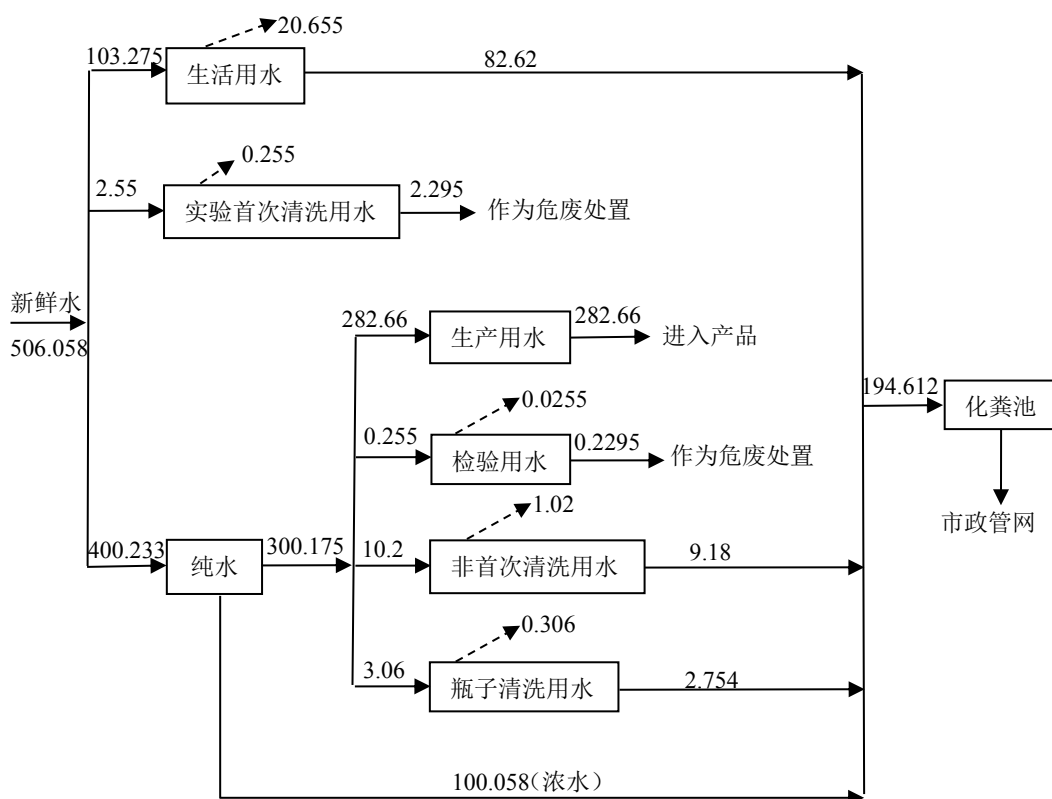 20.655
103.275
生活用水
82.62
0.255
2.55
实验首次清洗用水
2.295
作为危废处置
新鲜水
506.058
282.66
生产用水
282.66
进入产品
0.0255
0.255
检验用水
0.2295
作为危废处置
194.612
化粪池
市政管网
1.02
400.233
纯水
300.175
10.2
非首次清洗用水
9.18
0.306
3.06
瓶子清洗用水
2.754
100.058（浓水）